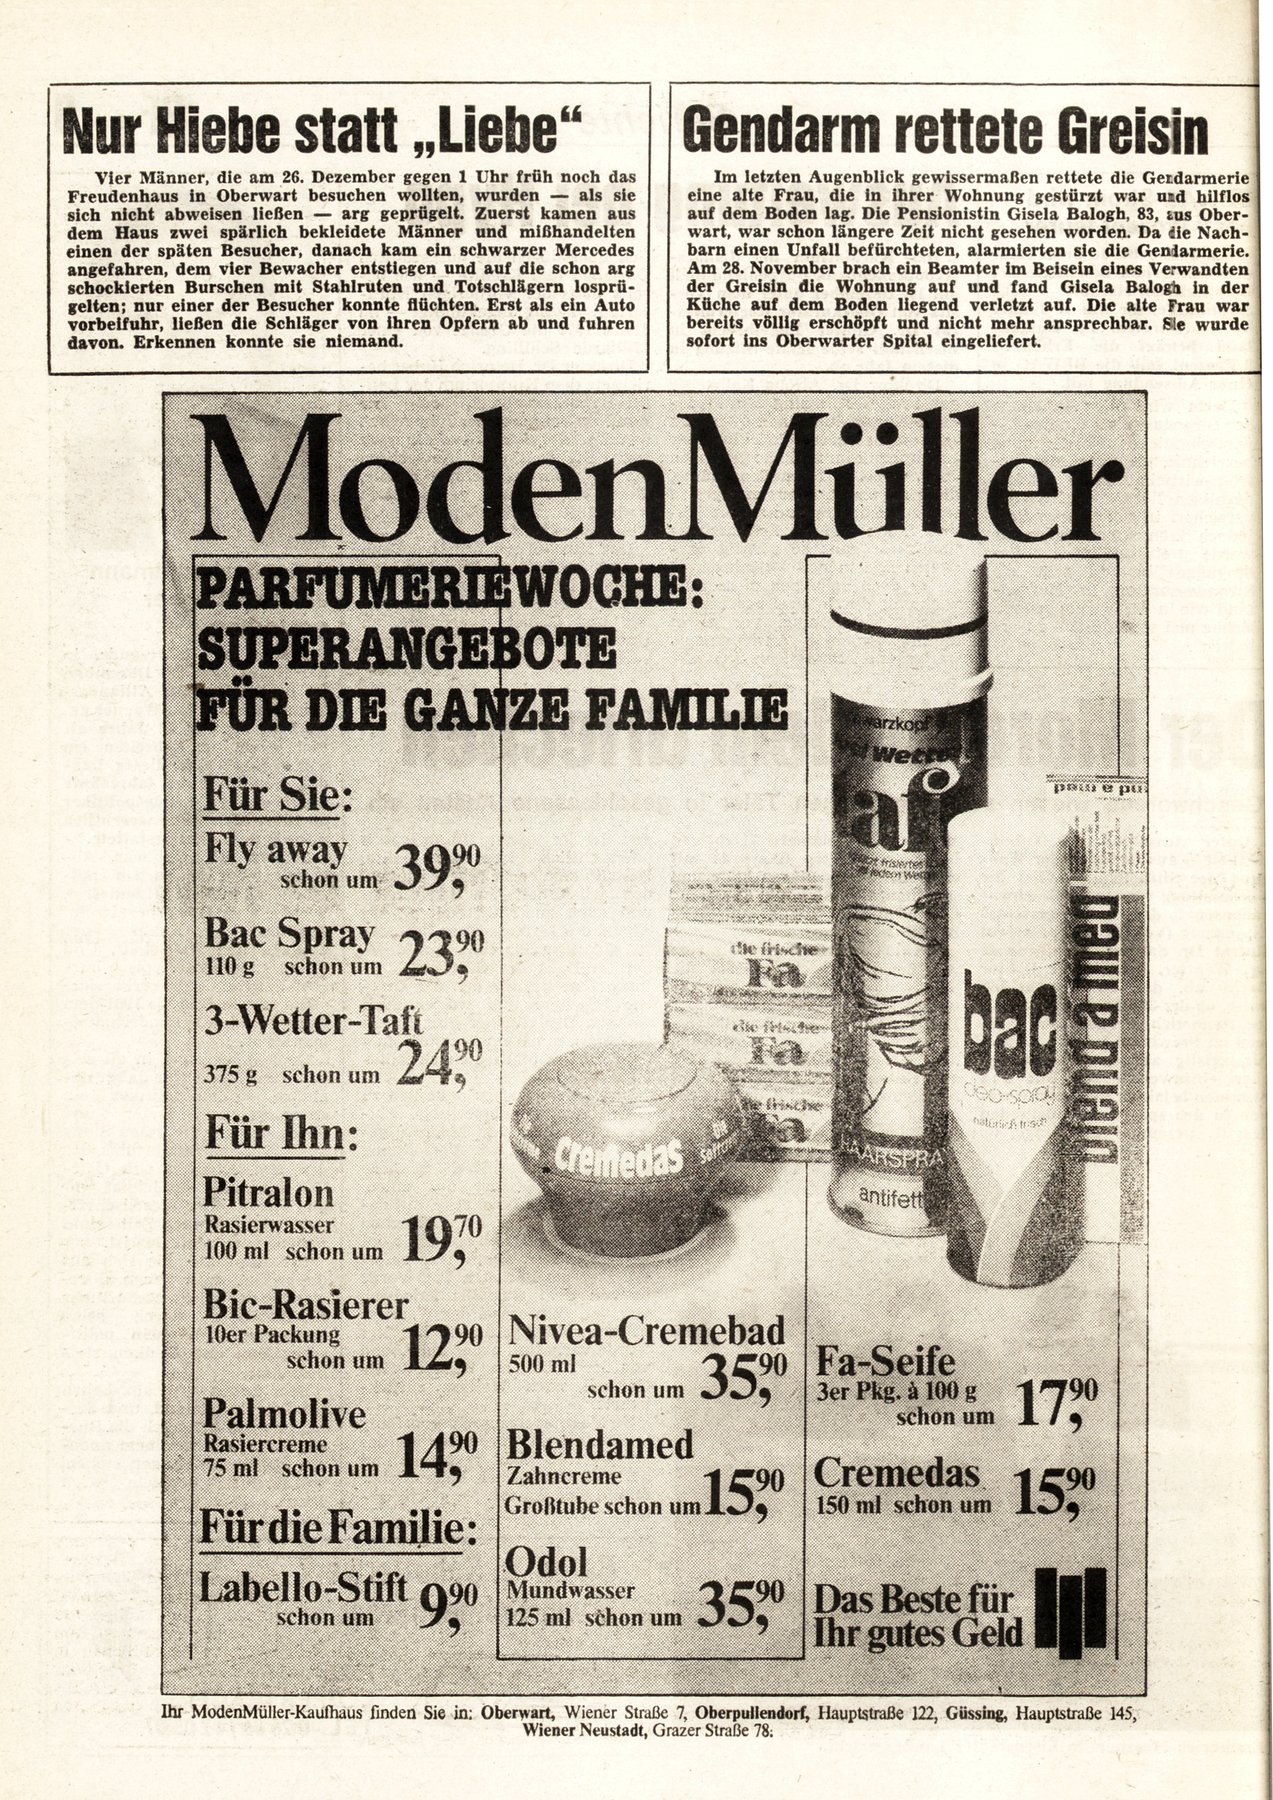 Nur Hiebe statt „Liebe“
Vier Männer, die am 26. Dezember gegen 1 Uhr früh noch das
Freudenhaus in Oberwart besuchen wollten, wurden — als sie
sich nicht abweisen ließen — arg geprügelt. Zuerst kamen aus
dem Haus zwei spärlich bekleidete Männer und mißhandelten
einen der späten Besucher, danach kam ein schwarzer Mercedes
angefahren, dem vier Bewacher entstiegen und auf die schon arg
schockierten Burschen mit Stahlruten und Totschlägern losprü-
gelten; nur einer der Besucher konnte flüchten. Erst als ein Auto
vorbeifuhr, ließen die Schläger von ihren Opfern ab und fuhren
davon. Erkennen konnte sie niemand.
Gendarm rettete Greisin
Im letzten Augenblick gewissermaßen rettete die Gendarmerie
eine alte Frau, die in ihrer Wohnung gestürzt war und hilflos
auf dem Boden lag. Die Pensionistin Gisela Balogh, 83, aus Ober-
wart, war schon längere Zeit nicht gesehen worden. Da die Nach-
barn einen Unfall befürchteten, alarmierten sie die Gendarmerie.
Am 28. November brach ein Beamter im Beisein eines Verwandten
der Greisin die Wohnung auf und fand Gisela Balogh in der
Küche auf dem Boden liegend verletzt auf. Die alte Frau war
bereits völlig erschöpft und nicht mehr ansprechbar. Sie wurde
sofort ins Oberwarter Spital eingeliefert.
ModenMüller
PARFUMERIEWOCHE:
SUPERANGEBOTE
FÜR DIE GANZE FAMILIE
Für Sie:
Fly away
schon um 39,90
Bac Spray
110 g schon um 23,90
3-Wetter-Taft
375 g schon um 24,90
Für Ihn:
Pitralon
Rasierwasser
100 ml schon um 19,70
Bic-Rasierer
10er Packung
schon um 12,90
Palmolive
Rasiercreme
75 ml schon um 14,90
Für die Familie:
Labello-Stift
schon um 9,90
die frische
Fa
die frische
Fa
die frische
Fa
cremedas
wetter
HAARSPRA
antifett
bac
deo-spray
natürlich frisch
blend a med
Nivea-Cremebad
500 ml
schon um 35,90
Blendamed
Zahncreme
Großtube schon um 15,90
Odol
Mundwasser
125 ml schon um 35,90
Fa-Seife
3er Pkg. à 100 g
schon um 17,90
Cremedas
150 ml schon um 15,90
Das Beste für
Ihr gutes Geld
Ihr ModenMüller-Kaufhaus finden Sie in: Oberwart, Wiener Straße 7, Oberpullendorf, Hauptstraße 122, Güssing, Hauptstraße 145,
Wiener Neustadt, Grazer Straße 78.